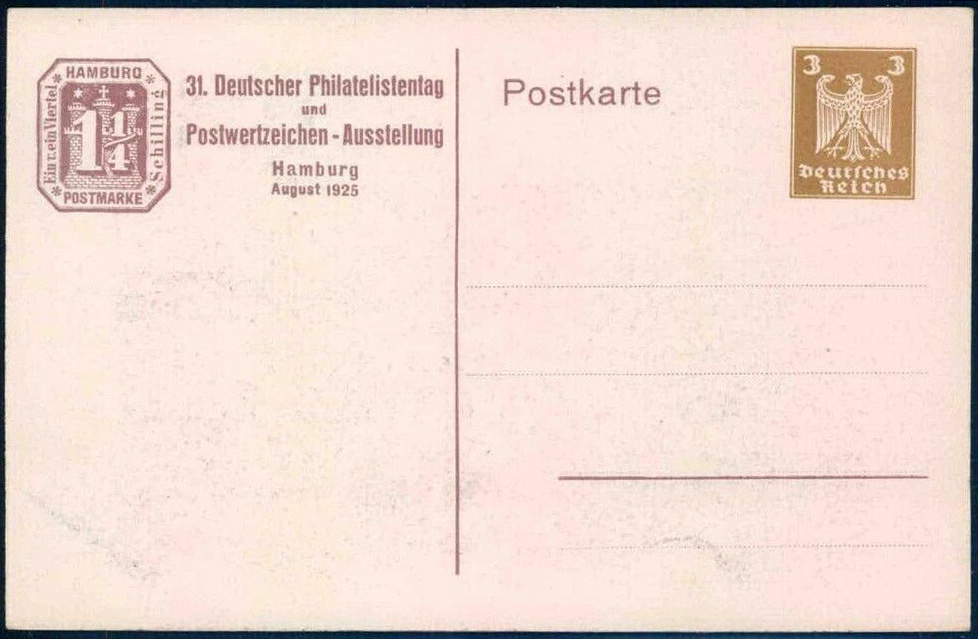 HAMBURG
Ein u. ein Viertel
1 1/4
Schilling
POSTMARKE
31. Deutscher Philatelistentag
und
Postwertzeichen - Ausstellung
Hamburg
August 1925
Postkarte
3 3
Deutsches
Reich